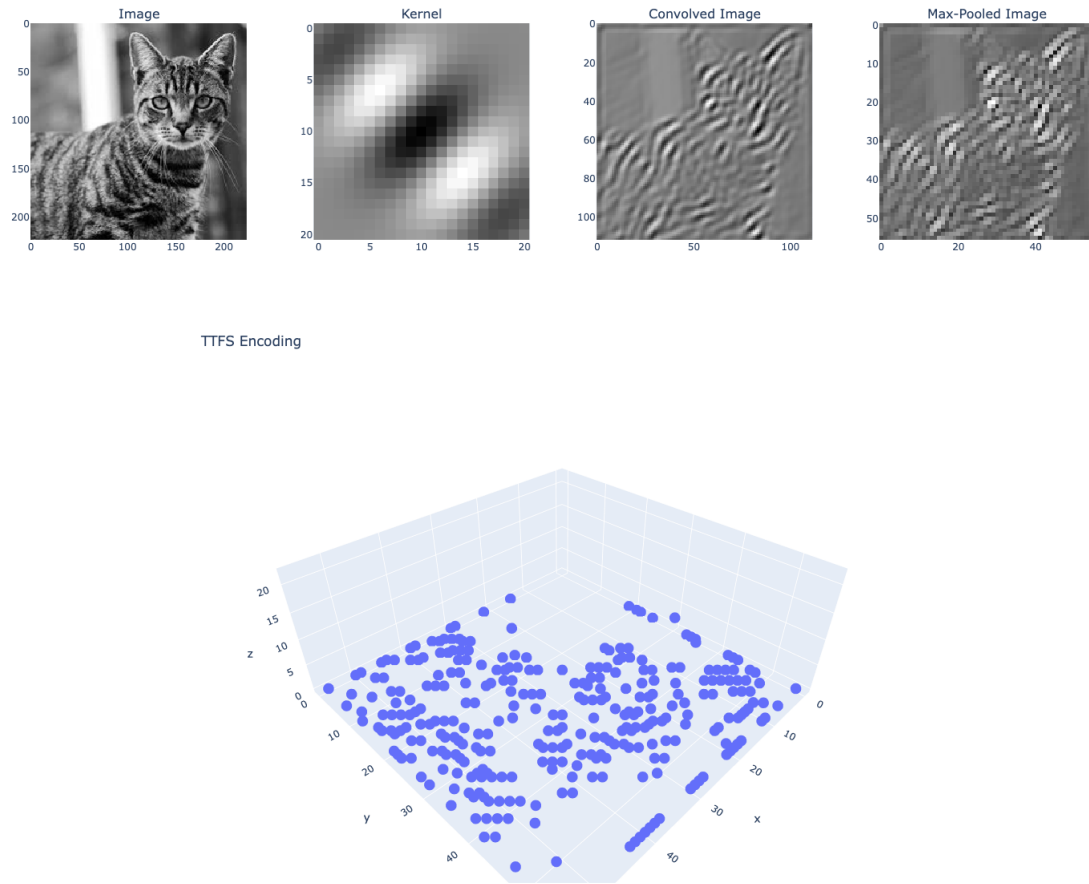 Image Kernel Convolved Image Max-Pooled Image
0 0 0 0
50 5 20 10
100 10 40 20
150 15 60 30
200 20 80 40
100 50
0 50 100 150 200 0 5 10 15 20 0 50 100 0 20 40
TTFS Encoding
20
15
z 10
5
0
0 0
10 10
20 20
y 30 30 x
40 40